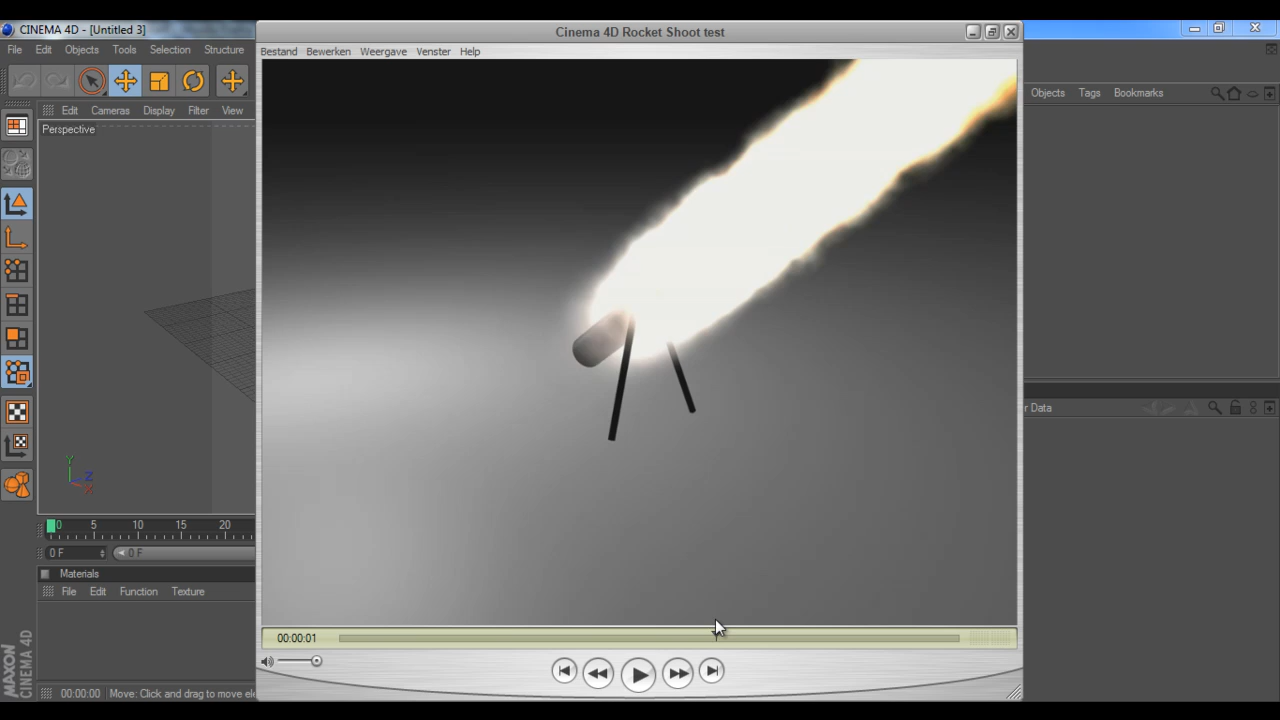 CINEMA 4D - [Untitled 3]
Cinema 4D Rocket Shoot test
File Edit Objects Tools Selection Structure
Bestand Bewerken Weergave Venster Help
Objects Tags Bookmarks
Edit Cameras Display Filter View
Perspective
Y
Z
X
r Data
0 5 10 15 20
0 F 0 F
Materials
File Edit Function Texture
00:00:01
MAXON
CINEMA 4D
00:00:00 Move: Click and drag to move ele